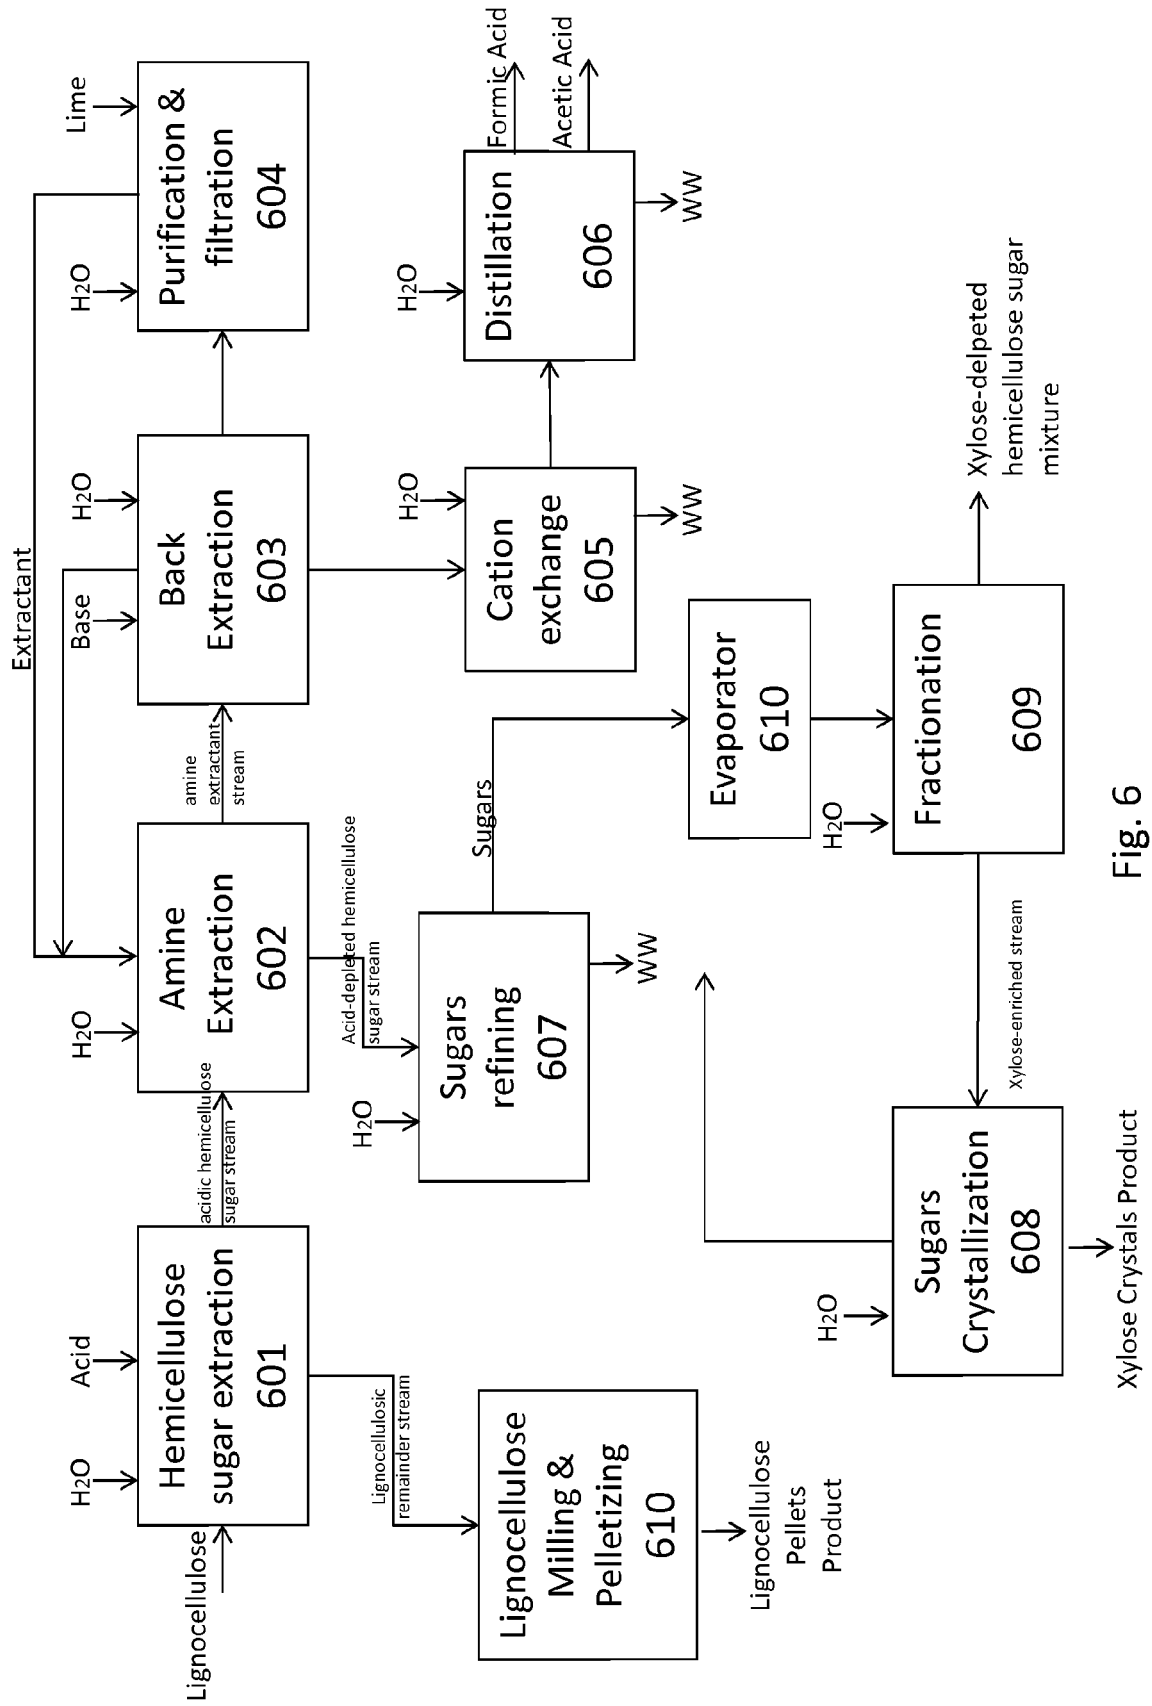 Lignocellulose
H2O
Acid
Hemicellulose
sugar extraction
601
acidic hemicellulose
sugar stream
H2O
Amine
Extraction
602
amine
extractant
stream
Extractant
Base
H2O
Back
Extraction
603
H2O
Lime
Purification &
filtration
604
Lignocellulosic
remainder stream
Lignocellulose
Milling &
Pelletizing
610
Lignocellulose
Pellets
Product
Acid-depleted hemicellulose
sugar stream
H2O
Sugars
refining
607
WW
Sugars
H2O
Cation
exchange
605
WW
H2O
Distillation
606
WW
Formic Acid
Acetic Acid
Evaporator
610
H2O
Fractionation
609
Xylose-delpeted
hemicellulose sugar
mixture
Xylose-enriched stream
H2O
Sugars
Crystallization
608
Xylose Crystals Product
Fig. 6